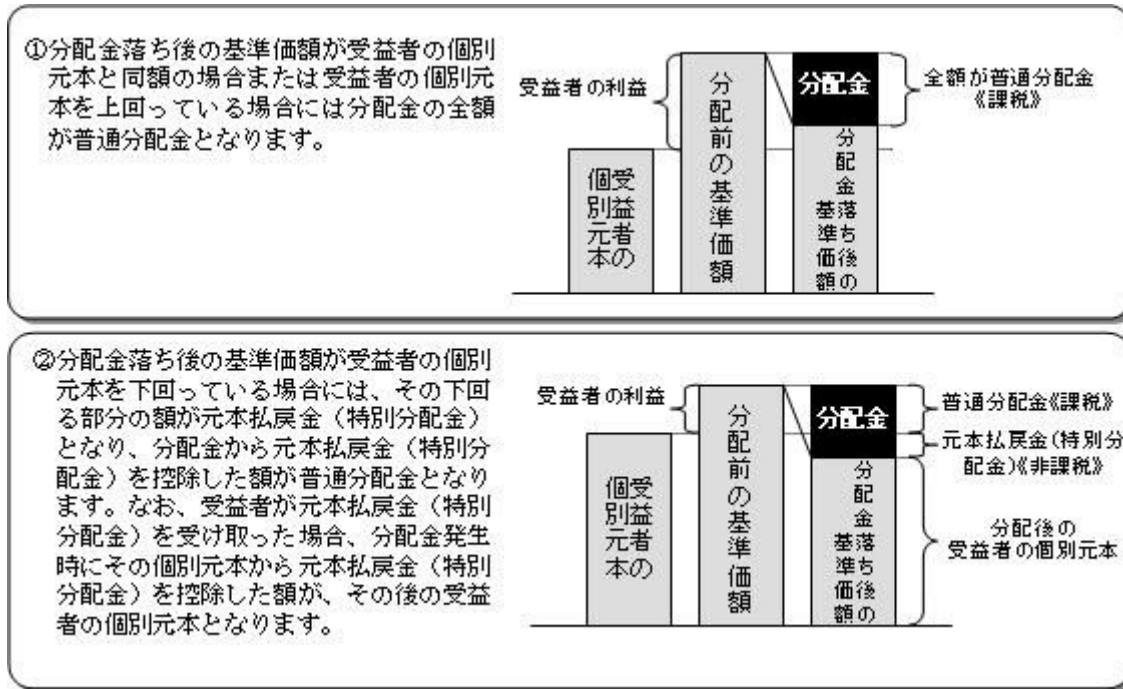 ①分配金落ち後の基準価額が受益者の個別
元本と同額の場合または受益者の個別元
本を上回っている場合には分配金の全額
が普通分配金となります。
受益者の利益
受益者の
個別元本
分配前の基準価額
分配金
分配金落ち後の
基準価額
全額が普通分配金
《課税》
②分配金落ち後の基準価額が受益者の個別
元本を下回っている場合には、その下回
る部分の額が元本払戻金（特別分配金）
となり、分配金から元本払戻金（特別分
配金）を控除した額が普通分配金となり
ます。なお、受益者が元本払戻金（特別
分配金）を受け取った場合、分配金発生
時にその個別元本から元本払戻金（特別
分配金）を控除した額が、その後の受益
者の個別元本となります。
受益者の利益
受益者の
個別元本
分配前の基準価額
分配金
分配金落ち後の
基準価額
普通分配金《課税》
元本払戻金(特別分
配金)《非課税》
分配後の
受益者の個別元本